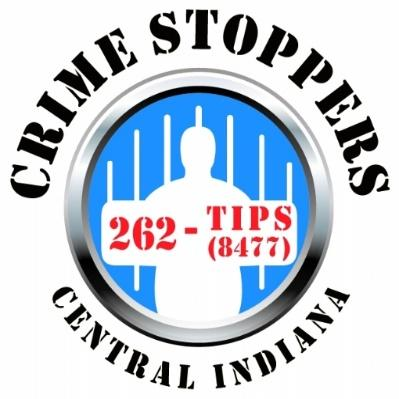 CRIME STOPPERS
262-TIPS
(8477)
CENTRAL INDIANA